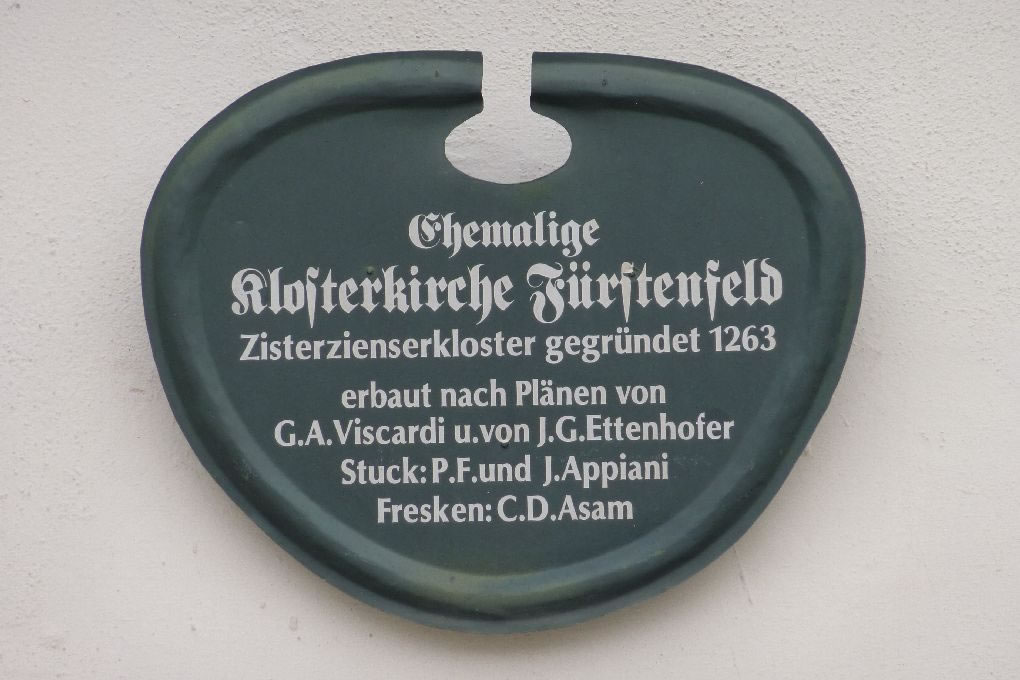 Ehemalige
Kloſterkirche Fürſtenfeld
Zisterzienserkloster gegründet 1263
erbaut nach Plänen von
G.A.Viscardi u.von J.G.Ettenhofer
Stuck: P.F.und J.Appiani
Fresken: C.D.Asam